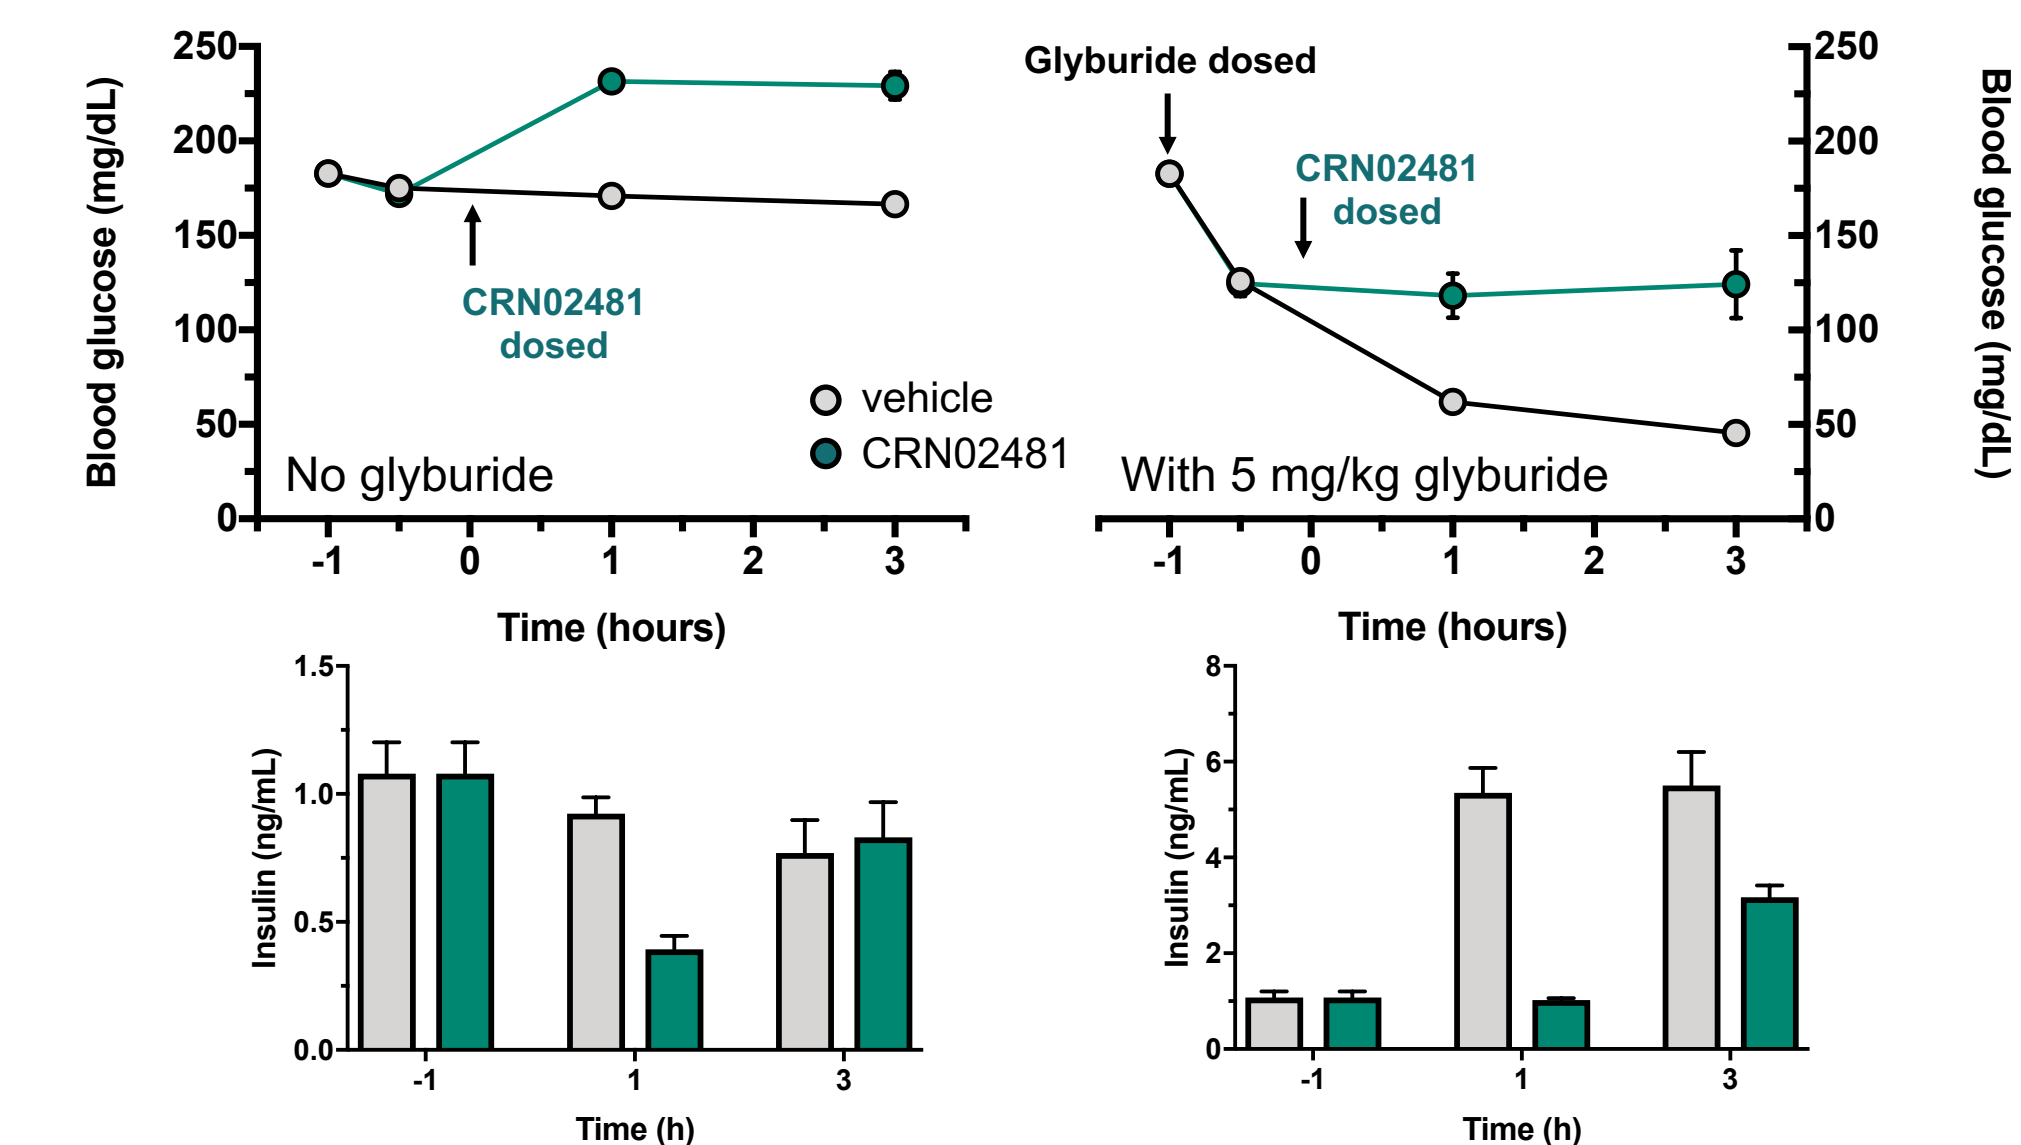 Blood glucose (mg/dL)
250
200
150
100
50
0
CRN02481
dosed
vehicle
CRN02481
No glyburide
-1 0 1 2 3
Time (hours)
Glyburide dosed
CRN02481
dosed
With 5 mg/kg glyburide
250
200
150
100
50
0
Blood glucose (mg/dL)
-1 0 1 2 3
Time (hours)
Insulin (ng/mL)
1.5
1.0
0.5
0.0
-1 1 3
Time (h)
Insulin (ng/mL)
8
6
4
2
0
-1 1 3
Time (h)